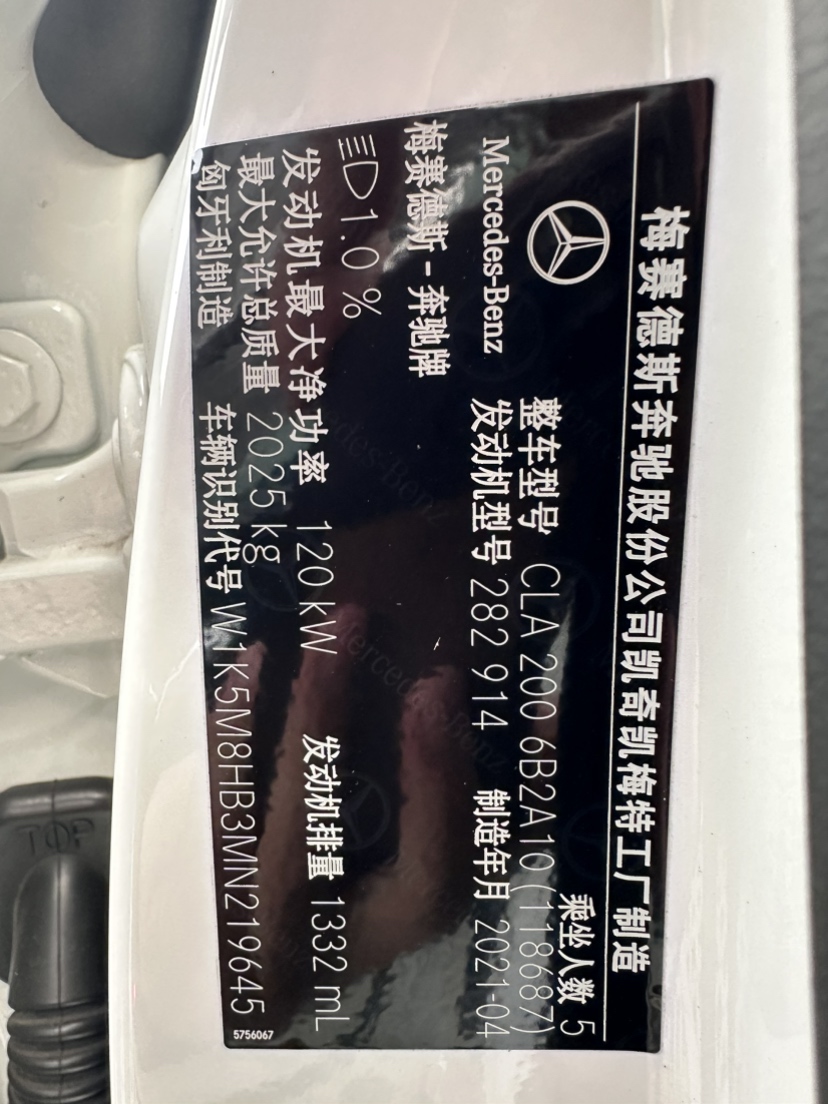 梅赛德斯奔驰股份公司凯奇凯梅特工厂制造
乘坐人数 5
Mercedes-Benz
整车型号 CLA 200 6B2A10(118687)
发动机型号 282 914 制造年月 2021-04
梅赛德斯-奔驰牌
1.0 %
发动机最大净功率 120 kW 发动机排量 1332 mL
最大允许总质量 2025 kg
匈牙利制造 车辆识别代号 W1K5M8HB3MN219645
5756067
TOP